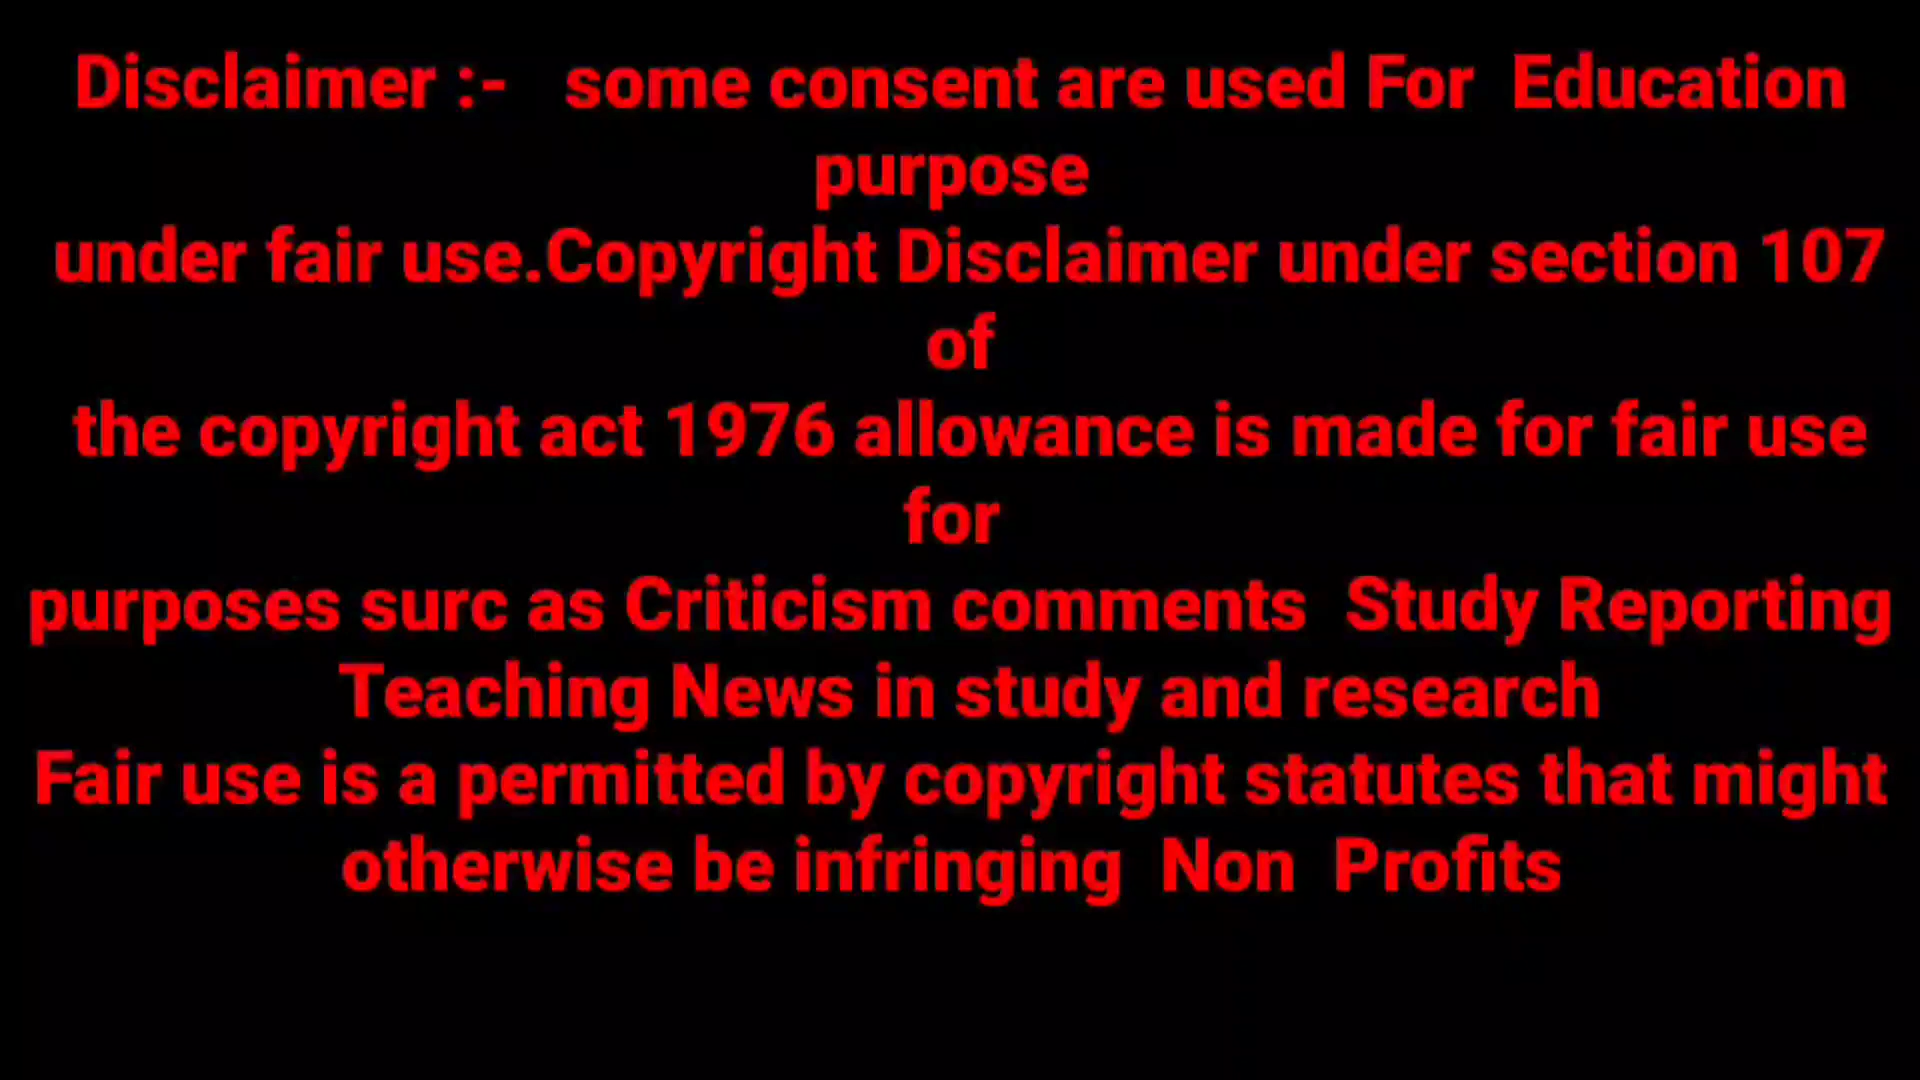 Disclaimer :- some consent are used For Education
purpose
under fair use.Copyright Disclaimer under section 107
of
the copyright act 1976 allowance is made for fair use
for
purposes surc as Criticism comments Study Reporting
Teaching News in study and research
Fair use is a permitted by copyright statutes that might
otherwise be infringing Non Profits